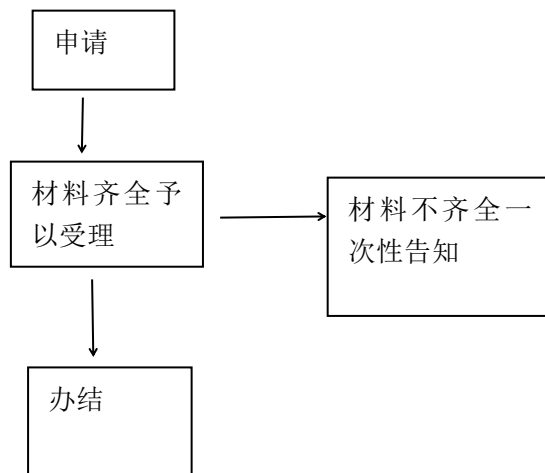 申请
材料齐全予
以受理
材料不齐全一
次性告知
办结